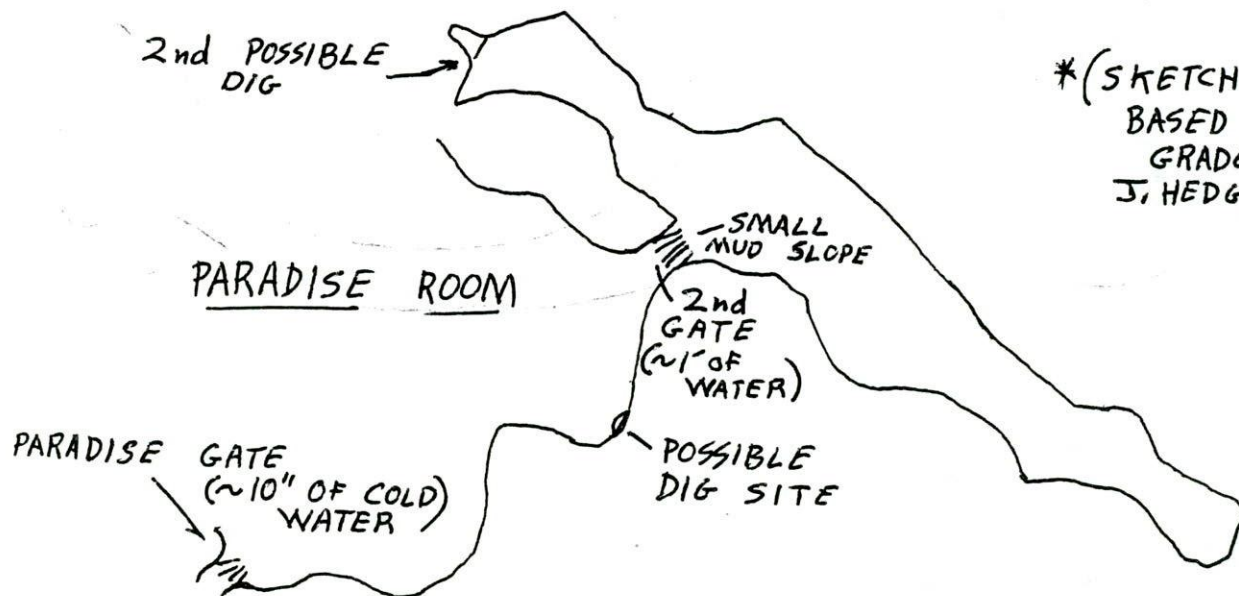 2nd POSSIBLE
DIG
*(SKETCH
BASED
GRADE
J. HEDG
SMALL
MUD SLOPE
PARADISE ROOM
2nd
GATE
(~1' OF
WATER)
PARADISE GATE
(~10" OF COLD)
WATER
POSSIBLE
DIG SITE